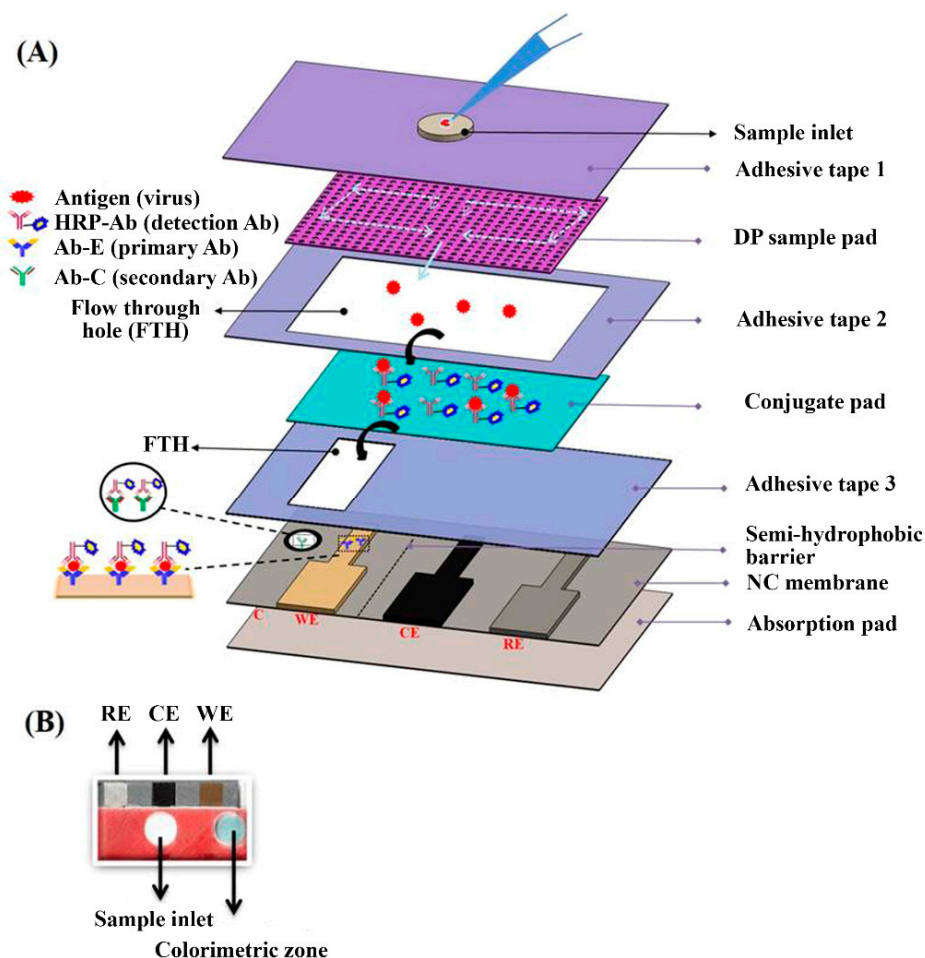 (A)
Sample inlet
Adhesive tape 1
Antigen (virus)
HRP-Ab (detection Ab)
Ab-E (primary Ab)
Ab-C (secondary Ab)
DP sample pad
Flow through
hole (FTH)
Adhesive tape 2
Conjugate pad
FTH
Adhesive tape 3
Semi-hydrophobic
barrier
NC membrane
Absorption pad
C
WE
CE
RE
(B)
RE CE WE
Sample inlet
Colorimetric zone